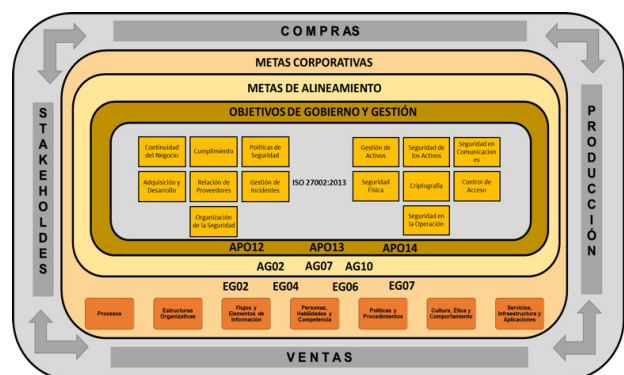 COMPRAS
METAS CORPORATIVAS
METAS DE ALINEAMIENTO
OBJETIVOS DE GOBIERNO Y GESTIÓN
STAKEHOLDES
PRODUCCIÓN
Continuidad
del Negocio
Cumplimiento
Políticas de
Seguridad
Gestión de
Activos
Seguridad de
los Activos
Seguridad en
Comunicacion
es
Adquisición y
Desarrollo
Relación de
Proveedores
Gestión de
Incidentes
ISO 27002:2013
Seguridad
Física
Criptografía
Control de
Acceso
Organización
de la Seguridad
Seguridad en
la Operación
APO12 APO13 APO14
AG02 AG07 AG10
EG02 EG04 EG06 EG07
Procesos
Estructuras
Organizativas
Flujos y
Elementos de
Información
Personas,
Habilidades y
Competencia
Políticas y
Procedimientos
Cultura, Ética y
Comportamiento
Servicios,
Infraestructura y
Aplicaciones
VENTAS